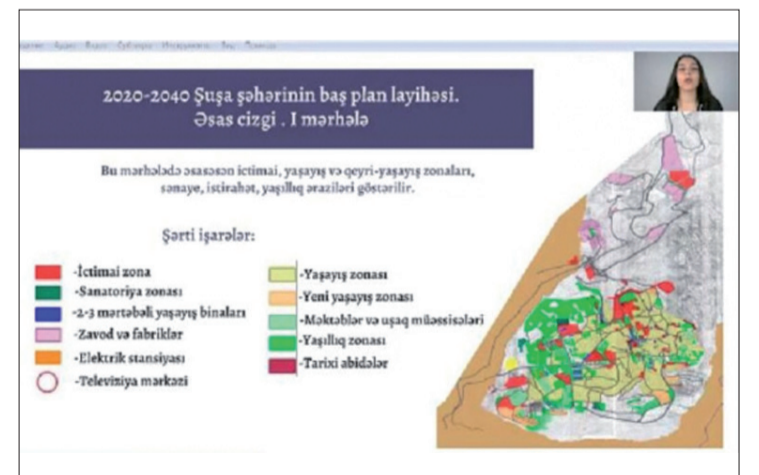 2020-2040 Şuşa şəhərinin baş plan layihəsi.
Əsas cizgi . I mərhələ
Bu mərhələdə əsasəsən ictimai, yaşayış və qeyri-yaşayış zonaları,
sənaye, istirahət, yaşıllıq əraziləri göstərilir.
Şərti işarələr:
-İctimai zona
-Sanatoriya zonası
-2-3 mərtəbəli yaşayış binaları
-Zavod və fabriklər
-Elektrik stansiyası
-Televiziya mərkəzi
-Yaşayış zonası
-Yeni yaşayış zonası
-Məktəblər və uşaq müəssisələri
-Yaşıllıq zonası
-Tarixi abidələr